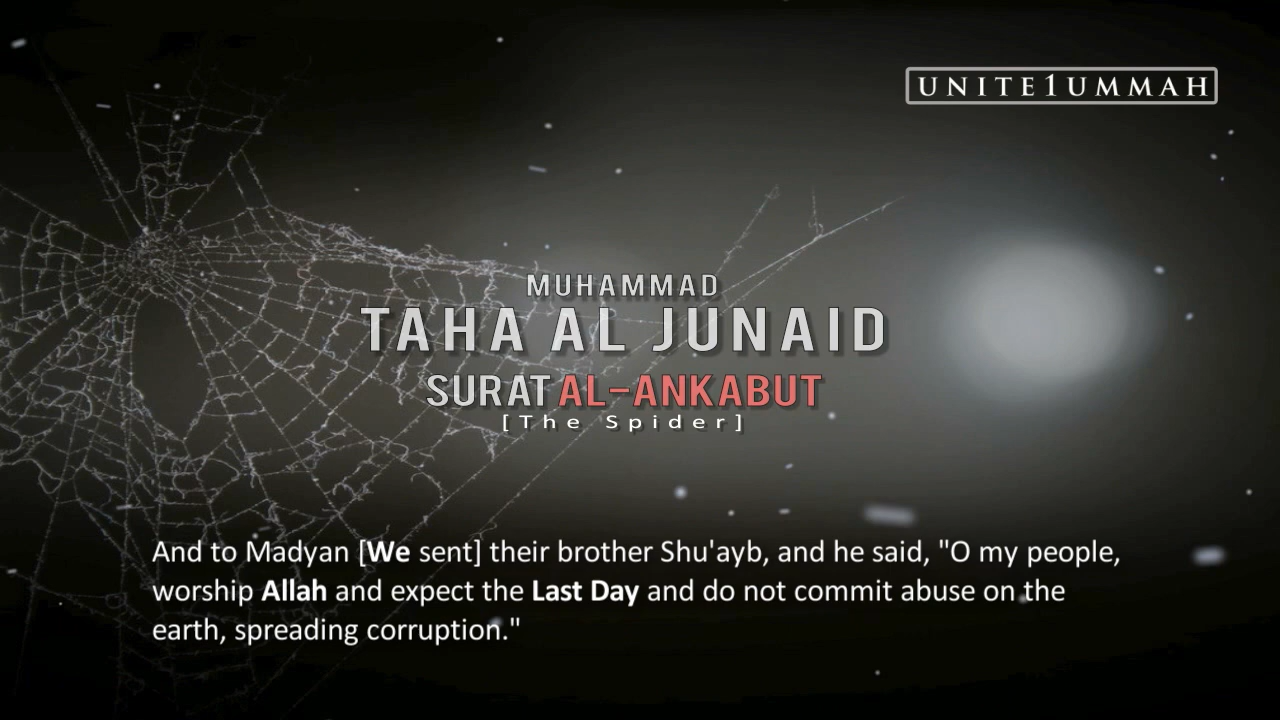 UNITE1UMMAH
MUHAMMAD
TAHA AL JUNAID
SURAT AL-ANKABUT
[The Spider]
And to Madyan [We sent] their brother Shu'ayb, and he said, "O my people,
worship Allah and expect the Last Day and do not commit abuse on the
earth, spreading corruption."